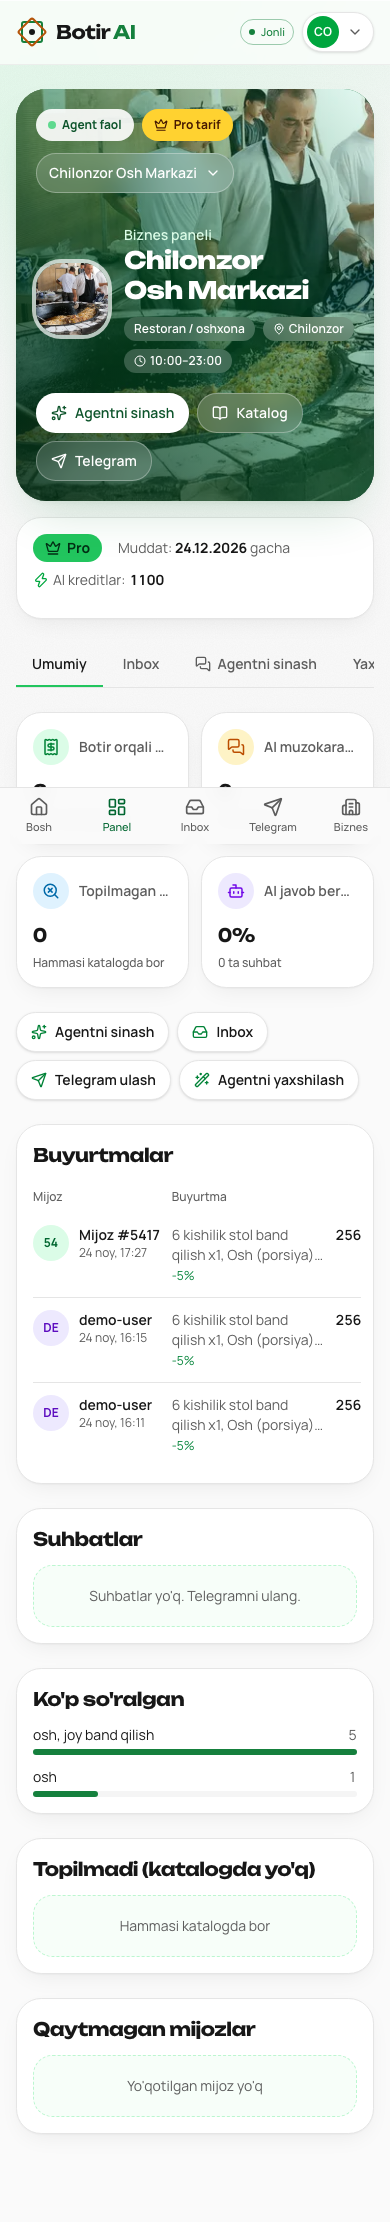 Botir AI
Jonli
CO
Agent faol
Pro tarif
Chilonzor Osh Markazi
Biznes paneli
Chilonzor
Osh Markazi
Restoran / oshxona
Chilonzor
10:00–23:00
Agentni sinash
Katalog
Telegram
Pro
Muddat: 24.12.2026 gacha
AI kreditlar: 1100
Umumiy
Inbox
Agentni sinash
Yax
Botir orqali ...
AI muzokara...
Bosh
Panel
Inbox
Telegram
Biznes
Topilmagan ...
AI javob ber...
0
0%
Hammasi katalogda bor
0 ta suhbat
Agentni sinash
Inbox
Telegram ulash
Agentni yaxshilash
Buyurtmalar
Mijoz
Buyurtma
54
Mijoz #5417
24 noy, 17:27
6 kishilik stol band
qilish x1, Osh (porsiya)...
-5%
256
DE
demo-user
24 noy, 16:15
6 kishilik stol band
qilish x1, Osh (porsiya)...
-5%
256
DE
demo-user
24 noy, 16:11
6 kishilik stol band
qilish x1, Osh (porsiya)...
-5%
256
Suhbatlar
Suhbatlar yo'q. Telegramni ulang.
Ko'p so'ralgan
osh, joy band qilish
5
osh
1
Topilmadi (katalogda yo'q)
Hammasi katalogda bor
Qaytmagan mijozlar
Yo'qotilgan mijoz yo'q